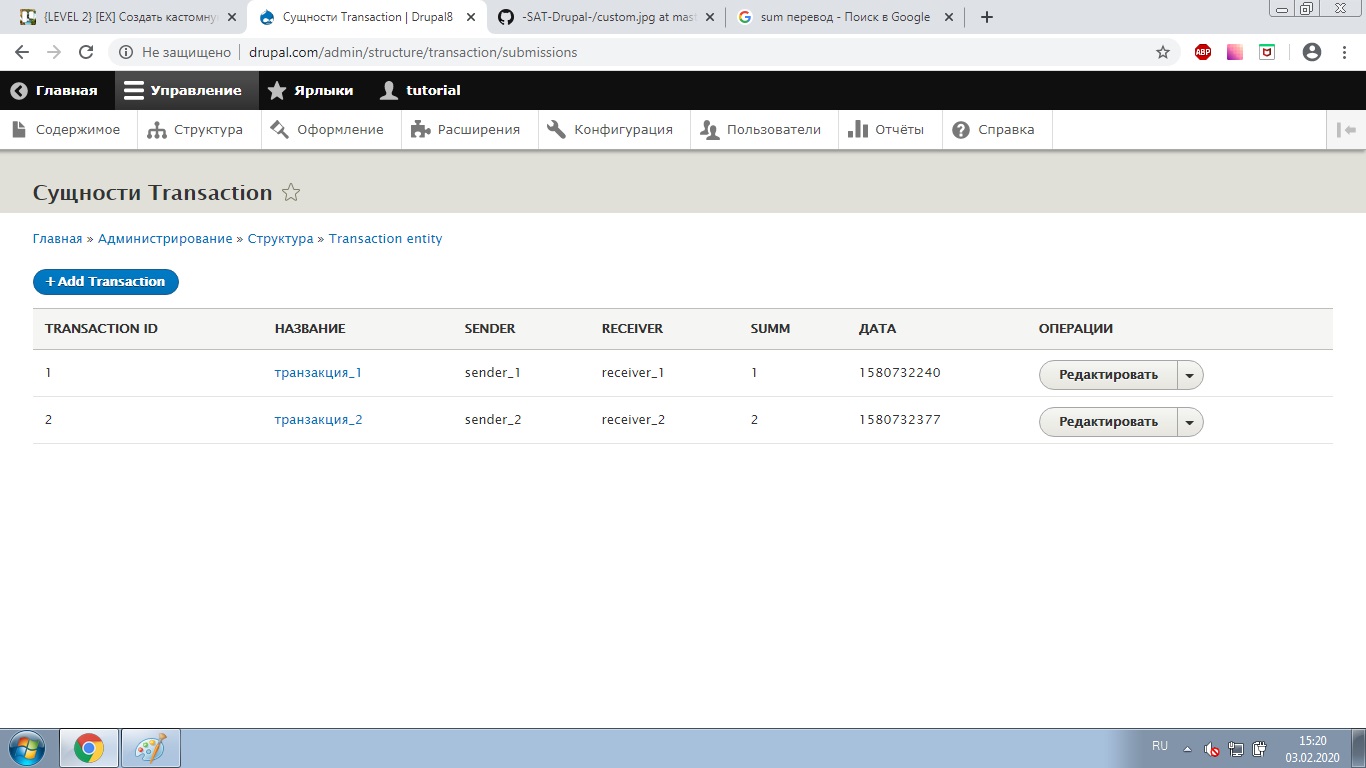 {LEVEL 2} [EX] Создать кастомну
Сущности Transaction | Drupal8
-SAT-Drupal-/custom.jpg at mast
sum перевод - Поиск в Google
Не защищено | drupal.com/admin/structure/transaction/submissions
ABP
Главная Управление Ярлыки tutorial
Содержимое Структура Оформление Расширения Конфигурация Пользователи Отчёты Справка
Сущности Transaction
Главная » Администрирование » Структура » Transaction entity
+ Add Transaction
TRANSACTION ID НАЗВАНИЕ SENDER RECEIVER SUMM ДАТА ОПЕРАЦИИ
1 транзакция_1 sender_1 receiver_1 1 1580732240 Редактировать
2 транзакция_2 sender_2 receiver_2 2 1580732377 Редактировать
RU
15:20
03.02.2020